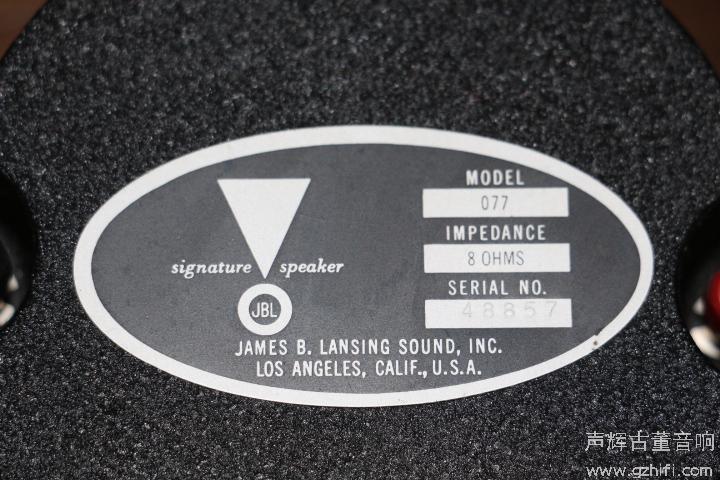 MODEL
077
IMPEDANCE
8 OHMS
SERIAL NO.
48857
signature speaker
JBL
JAMES B. LANSING SOUND, INC.
LOS ANGELES, CALIF., U.S.A.
声辉古董音响
www.gzhifi.com